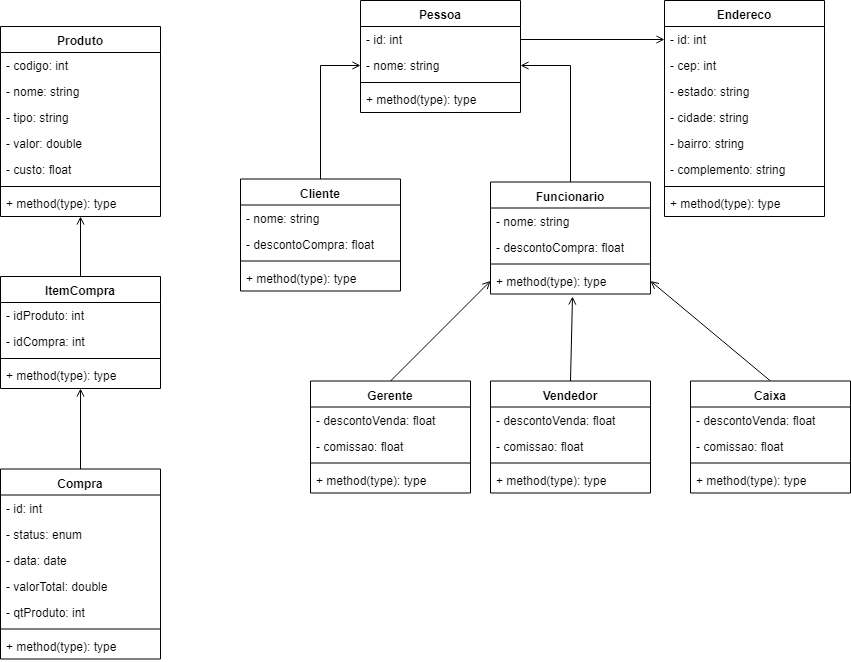 Produto
- codigo: int
- nome: string
- tipo: string
- valor: double
- custo: float
+ method(type): type
ItemCompra
- idProduto: int
- idCompra: int
+ method(type): type
Compra
- id: int
- status: enum
- data: date
- valorTotal: double
- qtProduto: int
+ method(type): type
Pessoa
- id: int
- nome: string
+ method(type): type
Endereco
- id: int
- cep: int
- estado: string
- cidade: string
- bairro: string
- complemento: string
+ method(type): type
Cliente
- nome: string
- descontoCompra: float
+ method(type): type
Funcionario
- nome: string
- descontoCompra: float
+ method(type): type
Gerente
- descontoVenda: float
- comissao: float
+ method(type): type
Vendedor
- descontoVenda: float
- comissao: float
+ method(type): type
Caixa
- descontoVenda: float
- comissao: float
+ method(type): type